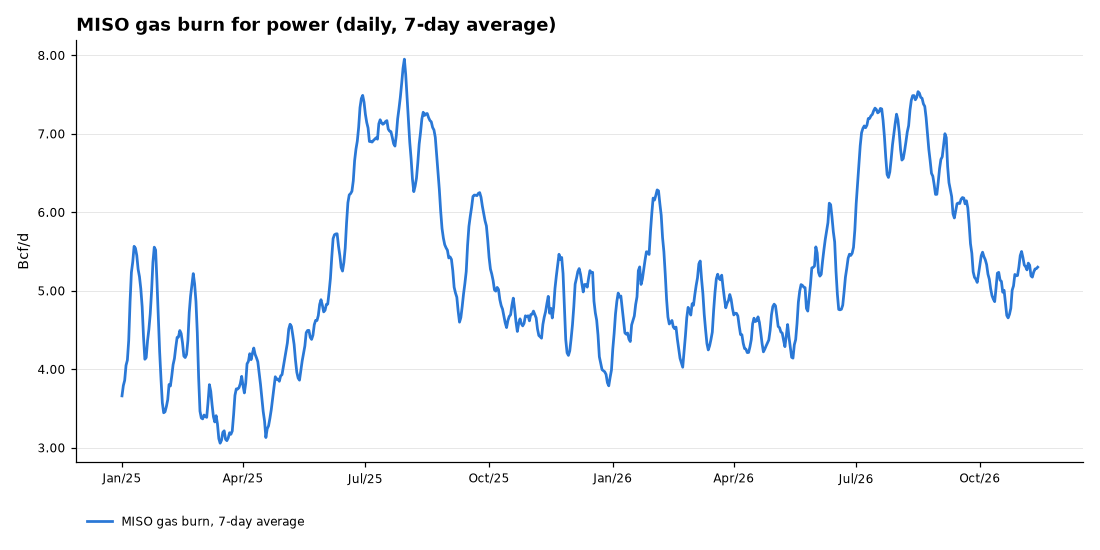 MISO gas burn for power (daily, 7-day average)
Bcf/d
8.00
7.00
6.00
5.00
4.00
3.00
Jan/25 Apr/25 Jul/25 Oct/25 Jan/26 Apr/26 Jul/26 Oct/26
MISO gas burn, 7-day average